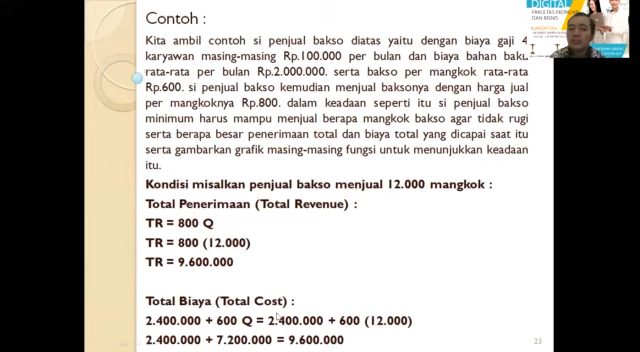 DIGITAL
FAKULTAS EKONOMI
DAN BISNIS
Contoh :
Kita ambil contoh si penjual bakso diatas yaitu dengan biaya gaji 4
karyawan masing-masing Rp.100.000 per bulan dan biaya bahan baku
rata-rata per bulan Rp.2.000.000. serta bakso per mangkok rata-rata
Rp.600. si penjual bakso kemudian menjual baksonya dengan harga jual
per mangkoknya Rp.800. dalam keadaan seperti itu si penjual bakso
minimum harus mampu menjual berapa mangkok bakso agar tidak rugi
serta berapa besar penerimaan total dan biaya total yang dicapai saat itu
serta gambarkan grafik masing-masing fungsi untuk menunjukkan keadaan
itu.
Kondisi misalkan penjual bakso menjual 12.000 mangkok :
Total Penerimaan (Total Revenue) :
TR = 800 Q
TR = 800 (12.000)
TR = 9.600.000
Total Biaya (Total Cost) :
2.400.000 + 600 Q = 2.400.000 + 600 (12.000)
2.400.000 + 7.200.000 = 9.600.000
23